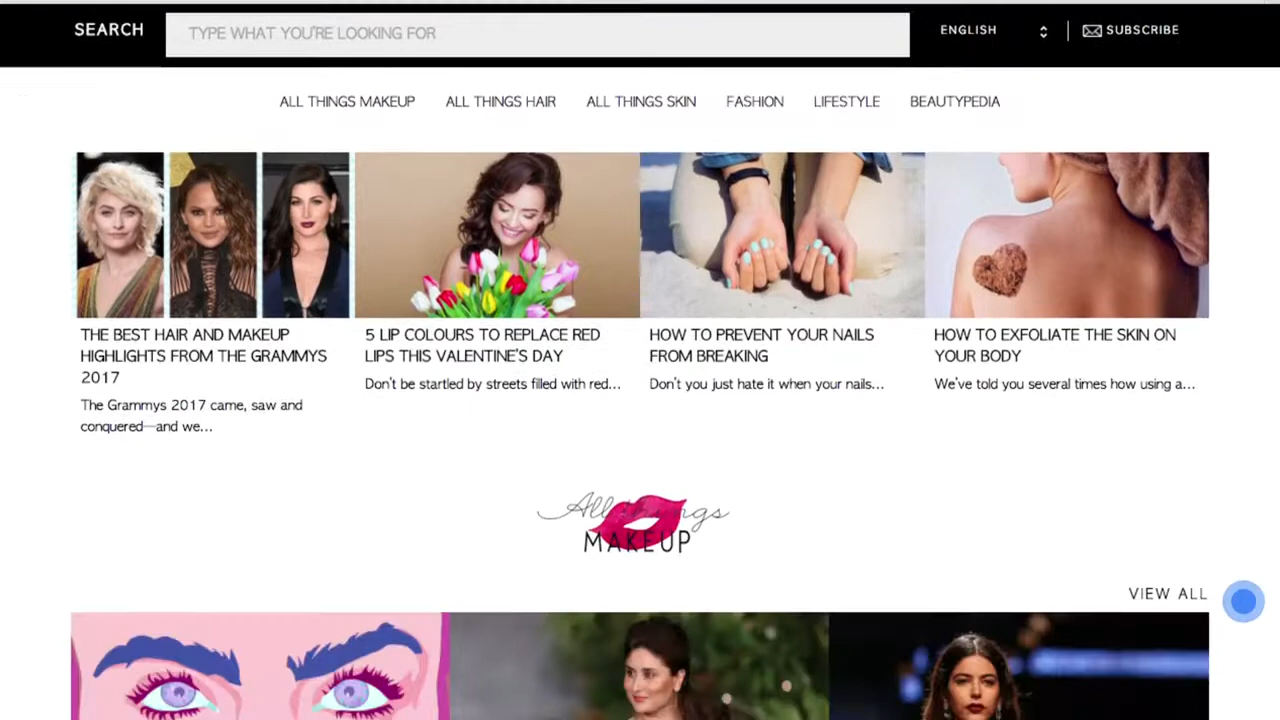 SEARCH
TYPE WHAT YOU'RE LOOKING FOR
ENGLISH
SUBSCRIBE
ALL THINGS MAKEUP
ALL THINGS HAIR
ALL THINGS SKIN
FASHION
LIFESTYLE
BEAUTYPEDIA
THE BEST HAIR AND MAKEUP
HIGHLIGHTS FROM THE GRAMMYS
2017
The Grammys 2017 came, saw and
conquered—and we...
5 LIP COLOURS TO REPLACE RED
LIPS THIS VALENTINE'S DAY
Don't be startled by streets filled with red...
HOW TO PREVENT YOUR NAILS
FROM BREAKING
Don't you just hate it when your nails...
HOW TO EXFOLIATE THE SKIN ON
YOUR BODY
We've told you several times how using a...
All things
MAKEUP
VIEW ALL